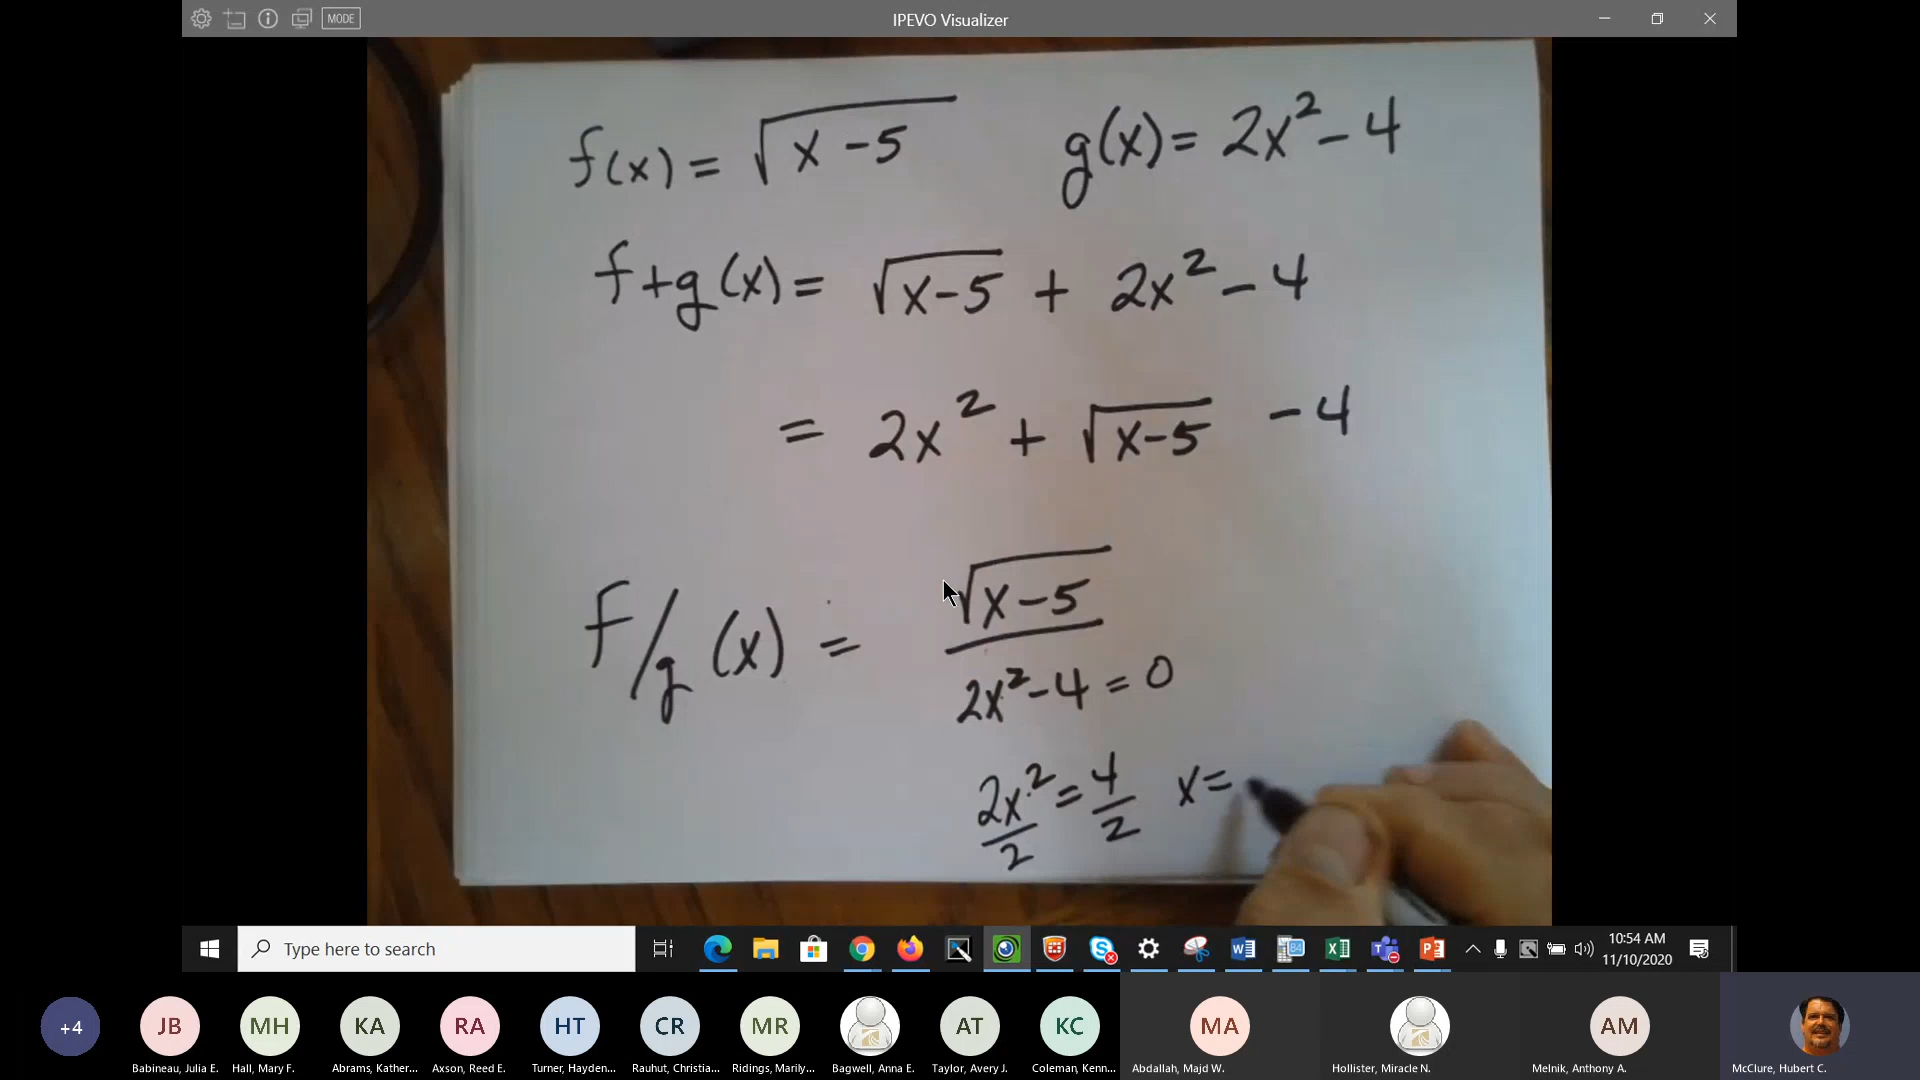 MODE
IPEVO Visualizer
f(x) = √x - 5 g(x) = 2x² - 4
f+g(x) = √x-5 + 2x² - 4
= 2x² + √x-5 - 4
f/g (x) = √x-5
2x² - 4 = 0
2x² = 4 x =
2 2
Type here to search
84
10:54 AM
11/10/2020
+4 JB MH KA RA HT CR MR AT KC MA AM
Babineau, Julia E. Hall, Mary F. Abrams, Kather... Axson, Reed E. Turner, Hayden... Rauhut, Christia... Ridings, Marily... Bagwell, Anna E. Taylor, Avery J. Coleman, Kenn... Abdallah, Majd W. Hollister, Miracle N. Melnik, Anthony A. McClure, Hubert C.